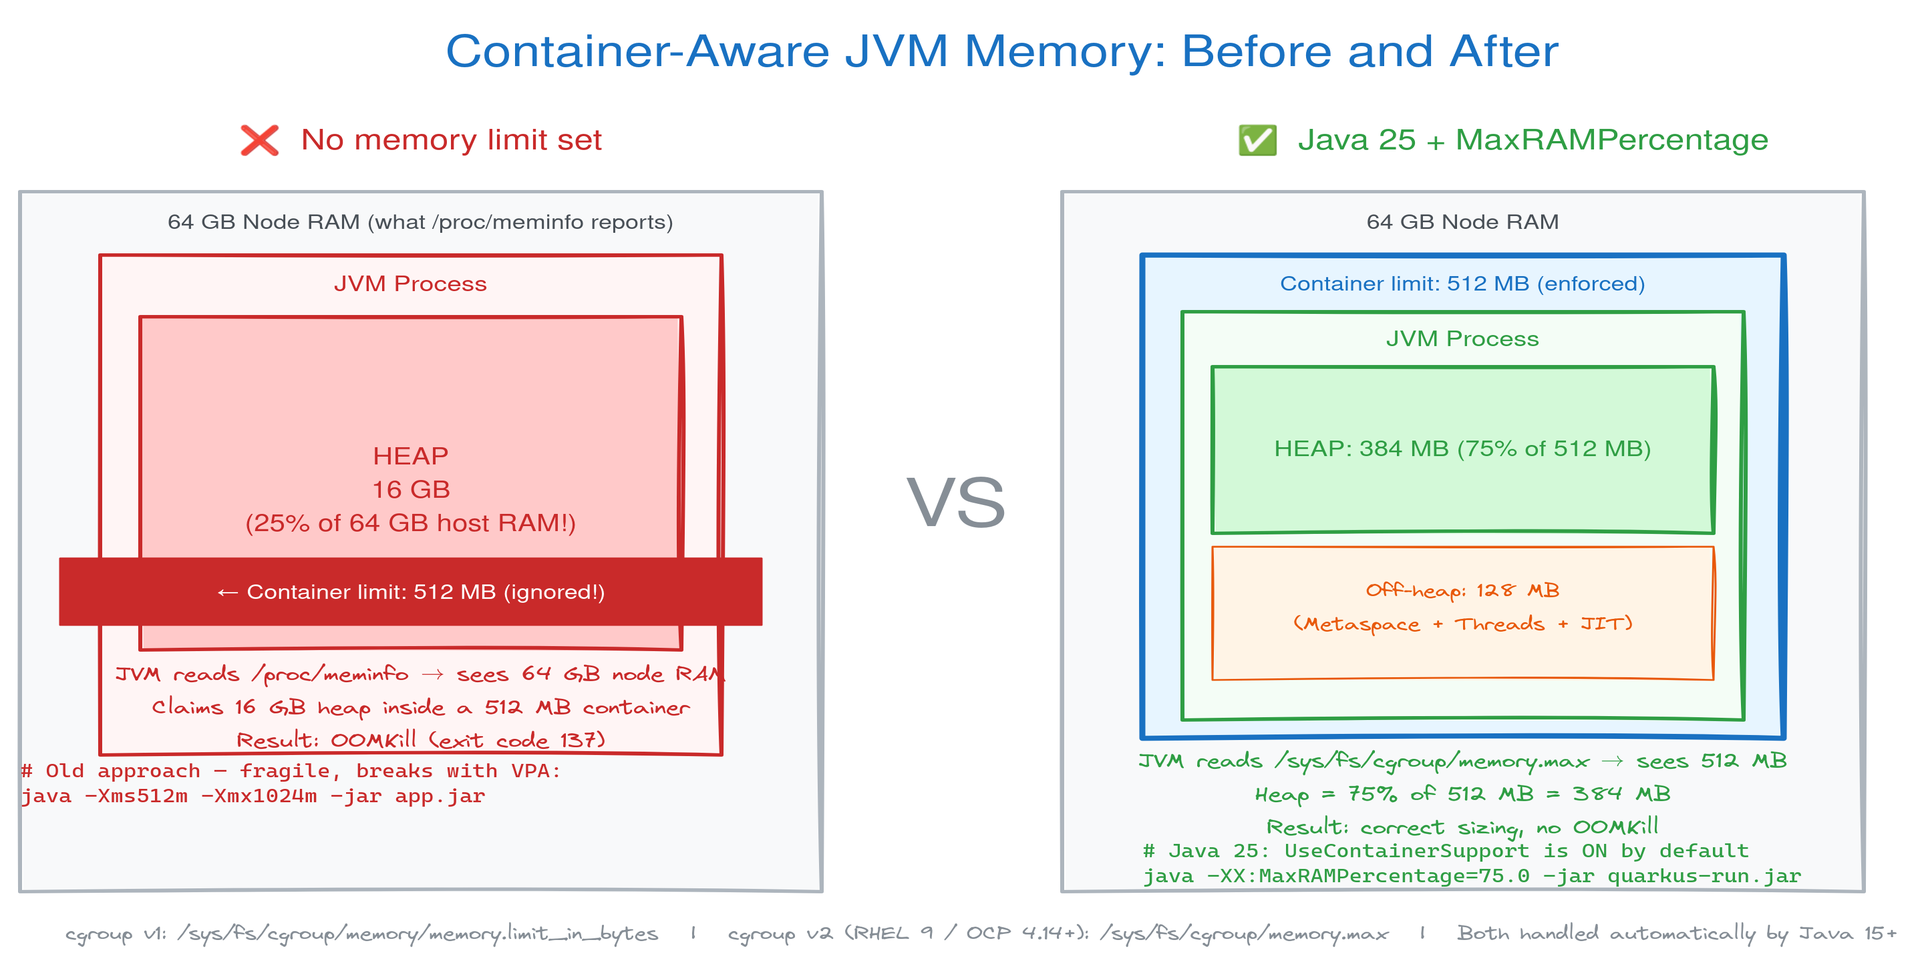 Container-Aware JVM Memory: Before and After
❌ No memory limit set
64 GB Node RAM (what /proc/meminfo reports)
JVM Process
HEAP
16 GB
(25% of 64 GB host RAM!)
← Container limit: 512 MB (ignored!)
JVM reads /proc/meminfo → sees 64 GB node RAM
Claims 16 GB heap inside a 512 MB container
Result: OOMKill (exit code 137)
# Old approach — fragile, breaks with VPA:
java -Xms512m -Xmx1024m -jar app.jar
VS
✅ Java 25 + MaxRAMPercentage
64 GB Node RAM
Container limit: 512 MB (enforced)
JVM Process
HEAP: 384 MB (75% of 512 MB)
Off-heap: 128 MB
(Metaspace + Threads + JIT)
JVM reads /sys/fs/cgroup/memory.max → sees 512 MB
Heap = 75% of 512 MB = 384 MB
Result: correct sizing, no OOMKill
# Java 25: UseContainerSupport is ON by default
java -XX:MaxRAMPercentage=75.0 -jar quarkus-run.jar
cgroup v1: /sys/fs/cgroup/memory/memory.limit_in_bytes | cgroup v2 (RHEL 9 / OCP 4.14+): /sys/fs/cgroup/memory.max | Both handled automatically by Java 15+